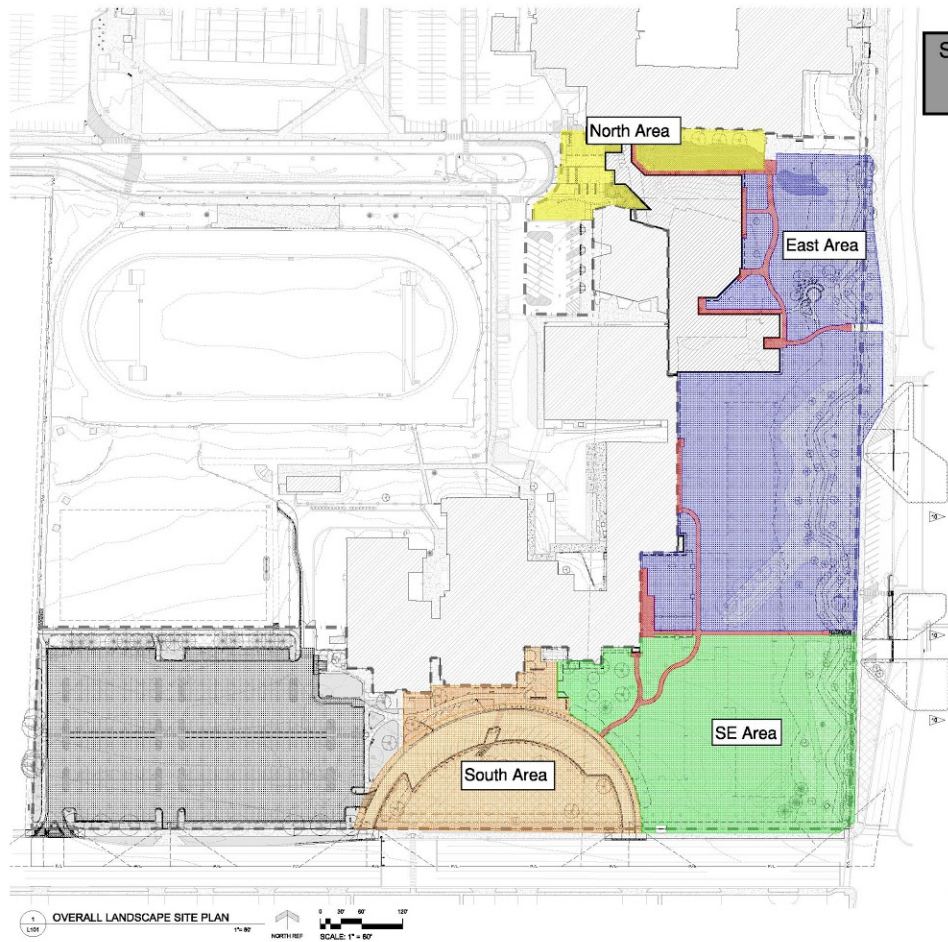 S
North Area
East Area
SE Area
South Area
1
L101
OVERALL LANDSCAPE SITE PLAN
1"= 60'
NORTH REF
0 30' 60' 120'
SCALE: 1" = 60'